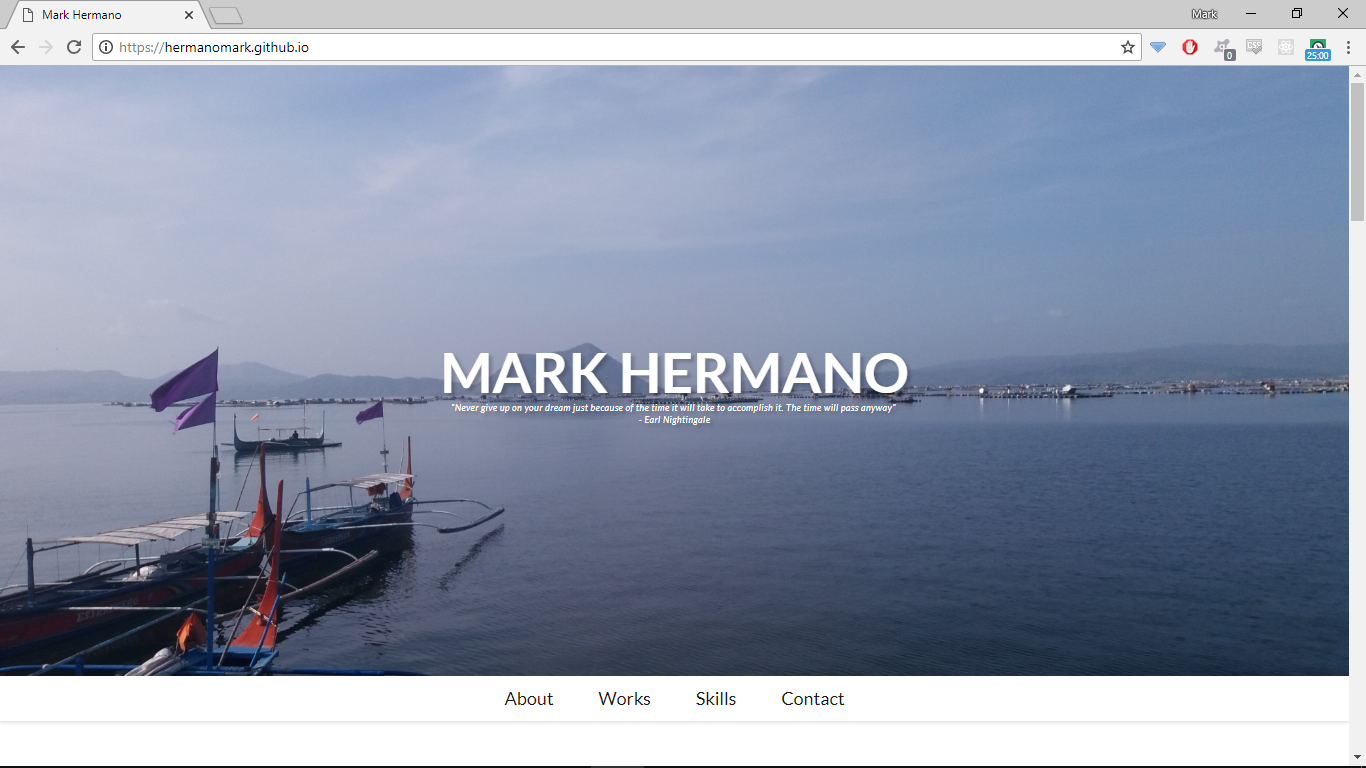 Mark Hermano
Mark
https://hermanomark.github.io
0
CSS
25:00
MARK HERMANO
"Never give up on your dream just because of the time it will take to accomplish it. The time will pass anyway"
- Earl Nightingale
About
Works
Skills
Contact